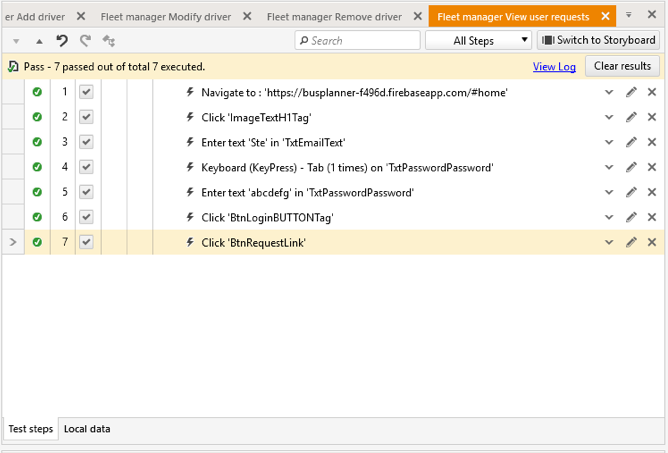 er Add driver Fleet manager Modify driver Fleet manager Remove driver Fleet manager View user requests
Search All Steps Switch to Storyboard
Pass - 7 passed out of total 7 executed. View Log Clear results
1 Navigate to : 'https://busplanner-f496d.firebaseapp.com/#home'
2 Click 'ImageTextH1Tag'
3 Enter text 'Ste' in 'TxtEmailText'
4 Keyboard (KeyPress) - Tab (1 times) on 'TxtPasswordPassword'
5 Enter text 'abcdefg' in 'TxtPasswordPassword'
6 Click 'BtnLoginBUTTONTag'
7 Click 'BtnRequestLink'
Test steps Local data